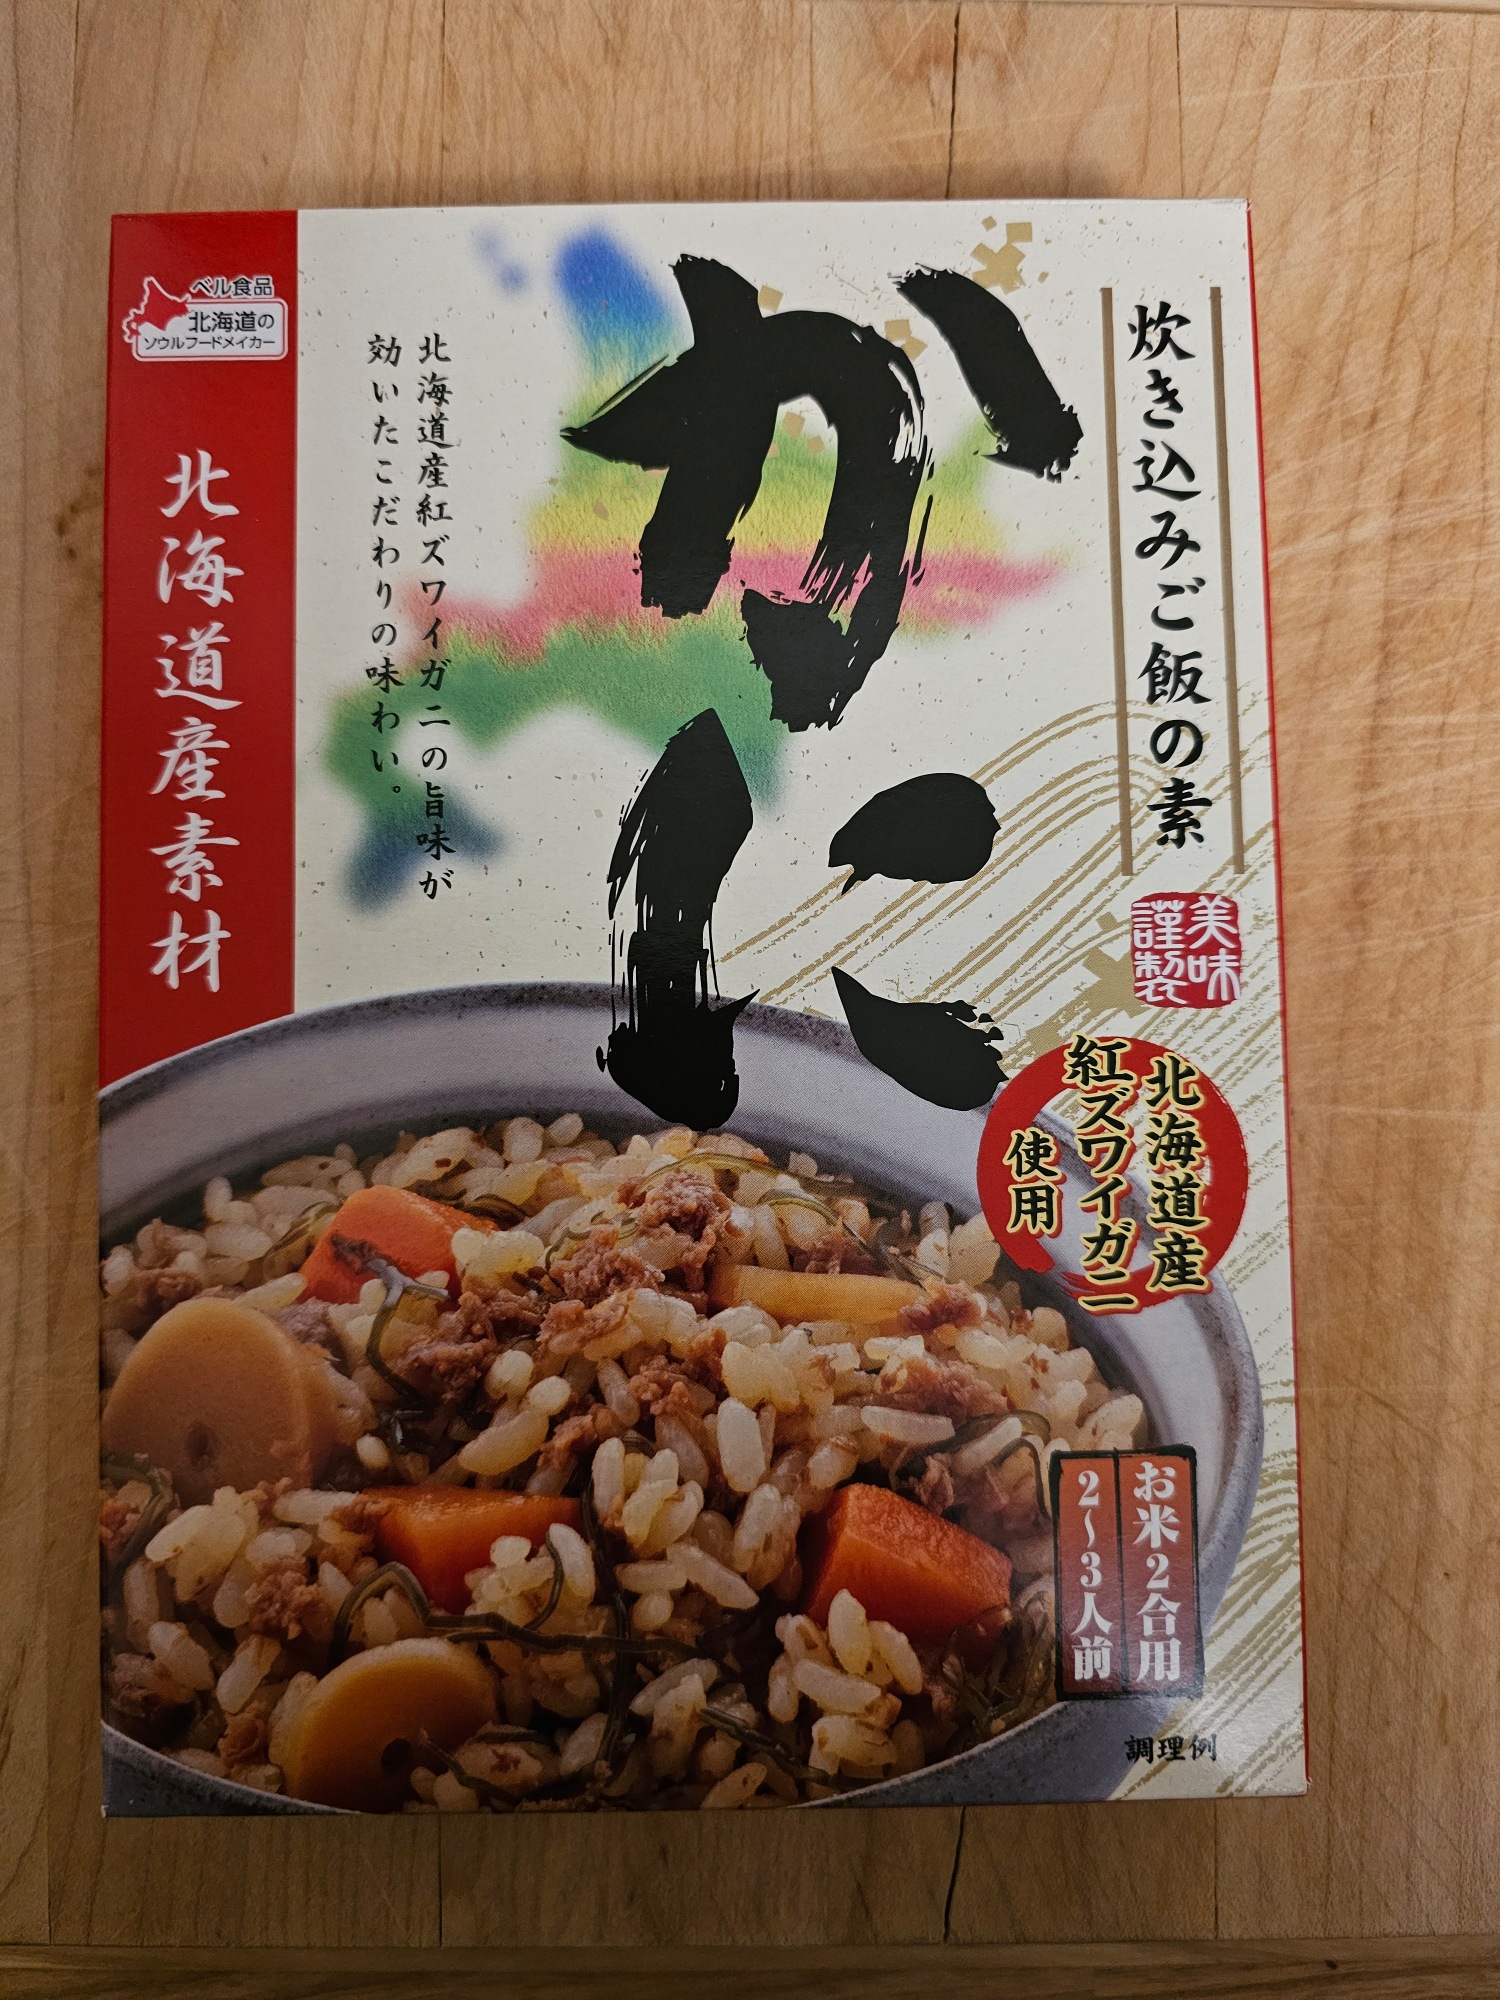 炊き込みご飯の素
美味
謹製
かに
北海道産紅ズワイガニの旨味が
効いたこだわりの味わい。
ベル食品
北海道の
ソウルフードメイカー
北海道産素材
北海道産
紅ズワイガニ
使用
お米2合用
2〜3人前
調理例